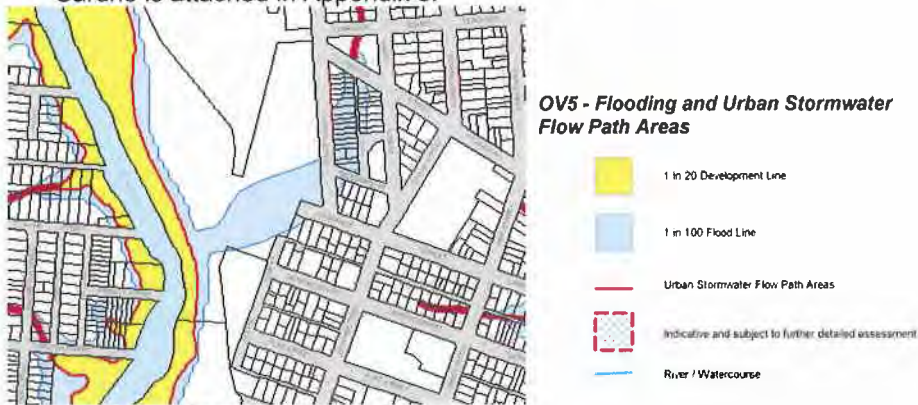 OV5 - Flooding and Urban Stormwater
Flow Path Areas
1 in 20 Development Line
1 in 100 Flood Line
Urban Stormwater Flow Path Areas
Indicative and subject to further detailed assessment
River / Watercourse